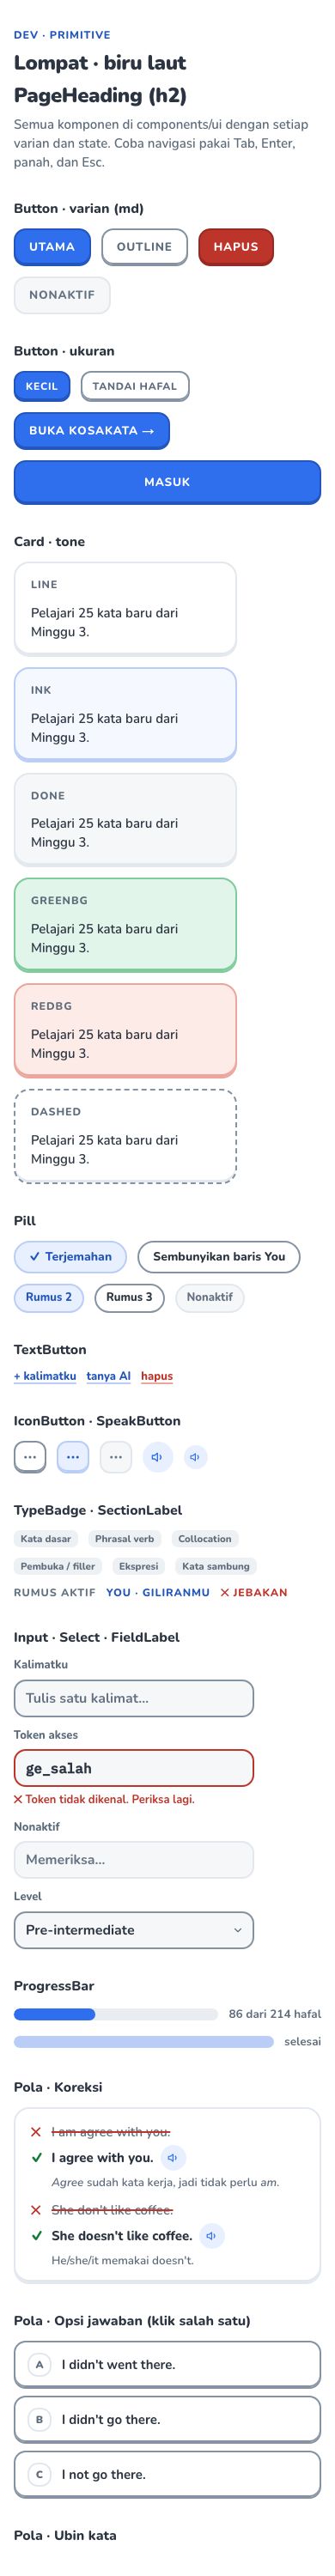 DEV · PRIMITIVE
Lompat · biru laut
PageHeading (h2)
Semua komponen di components/ui dengan setiap
varian dan state. Coba navigasi pakai Tab, Enter,
panah, dan Esc.
Button · varian (md)
UTAMA OUTLINE HAPUS
NONAKTIF
Button · ukuran
KECIL TANDAI HAFAL
BUKA KOSAKATA →
MASUK
Card · tone
LINE
Pelajari 25 kata baru dari
Minggu 3.
INK
Pelajari 25 kata baru dari
Minggu 3.
DONE
Pelajari 25 kata baru dari
Minggu 3.
GREENBG
Pelajari 25 kata baru dari
Minggu 3.
REDBG
Pelajari 25 kata baru dari
Minggu 3.
DASHED
Pelajari 25 kata baru dari
Minggu 3.
Pill
✓ Terjemahan Sembunyikan baris You
Rumus 2 Rumus 3 Nonaktif
TextButton
+ kalimatku tanya AI hapus
IconButton · SpeakButton
TypeBadge · SectionLabel
Kata dasar Phrasal verb Collocation
Pembuka / filler Ekspresi Kata sambung
RUMUS AKTIF YOU · GILIRANMU ✕ JEBAKAN
Input · Select · FieldLabel
Kalimatku
Tulis satu kalimat...
Token akses
ge_salah
✕ Token tidak dikenal. Periksa lagi.
Nonaktif
Memeriksa...
Level
Pre-intermediate
ProgressBar
86 dari 214 hafal
selesai
Pola · Koreksi
✕ I am agree with you.
✓ I agree with you.
Agree sudah kata kerja, jadi tidak perlu am.
✕ She don't like coffee.
✓ She doesn't like coffee.
He/she/it memakai doesn't.
Pola · Opsi jawaban (klik salah satu)
A I didn't went there.
B I didn't go there.
C I not go there.
Pola · Ubin kata